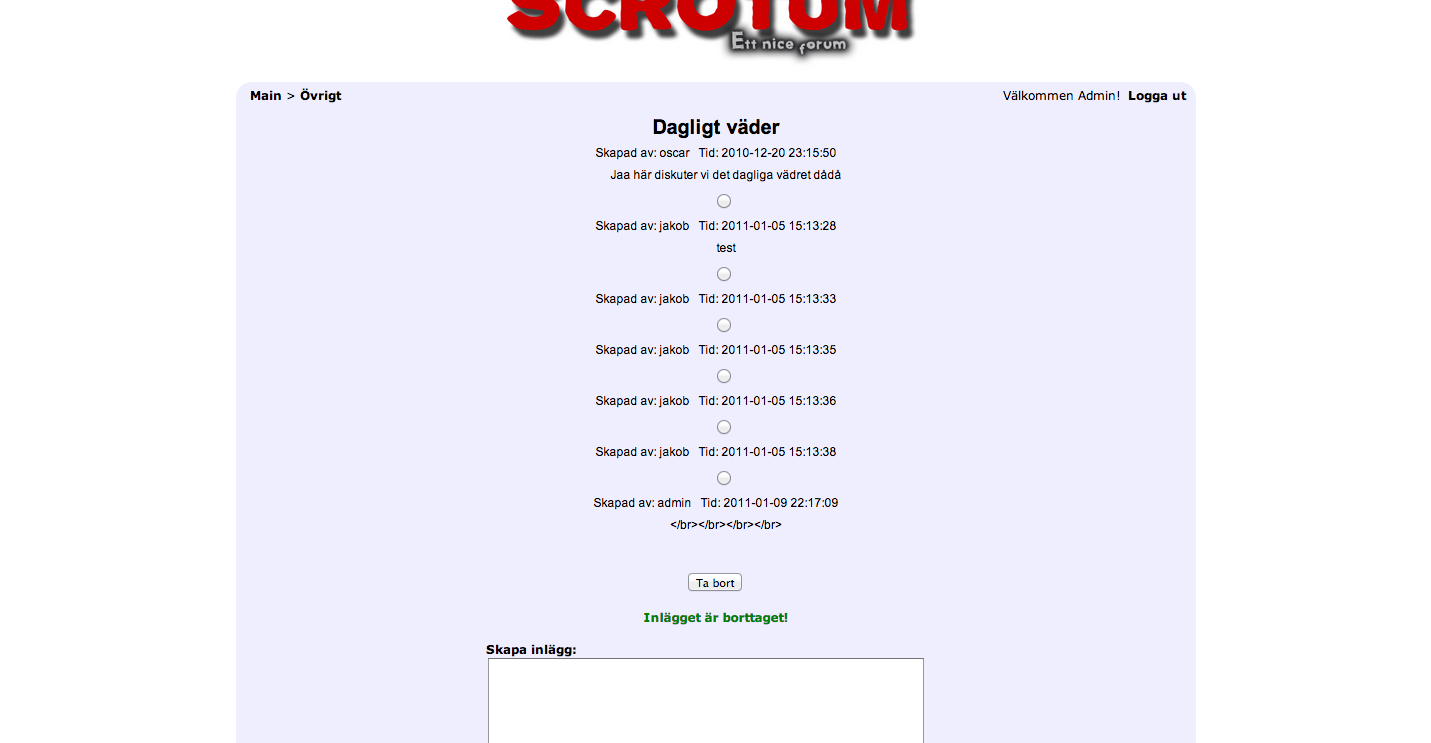 SCROTUM
Ett nice forum
Main > Övrigt Välkommen Admin! Logga ut
Dagligt väder
Skapad av: oscar Tid: 2010-12-20 23:15:50
Jaa här diskuter vi det dagliga vädret dådå
Skapad av: jakob Tid: 2011-01-05 15:13:28
test
Skapad av: jakob Tid: 2011-01-05 15:13:33
Skapad av: jakob Tid: 2011-01-05 15:13:35
Skapad av: jakob Tid: 2011-01-05 15:13:36
Skapad av: jakob Tid: 2011-01-05 15:13:38
Skapad av: admin Tid: 2011-01-09 22:17:09
</br></br></br></br>
Ta bort
Inlägget är borttaget!
Skapa inlägg: